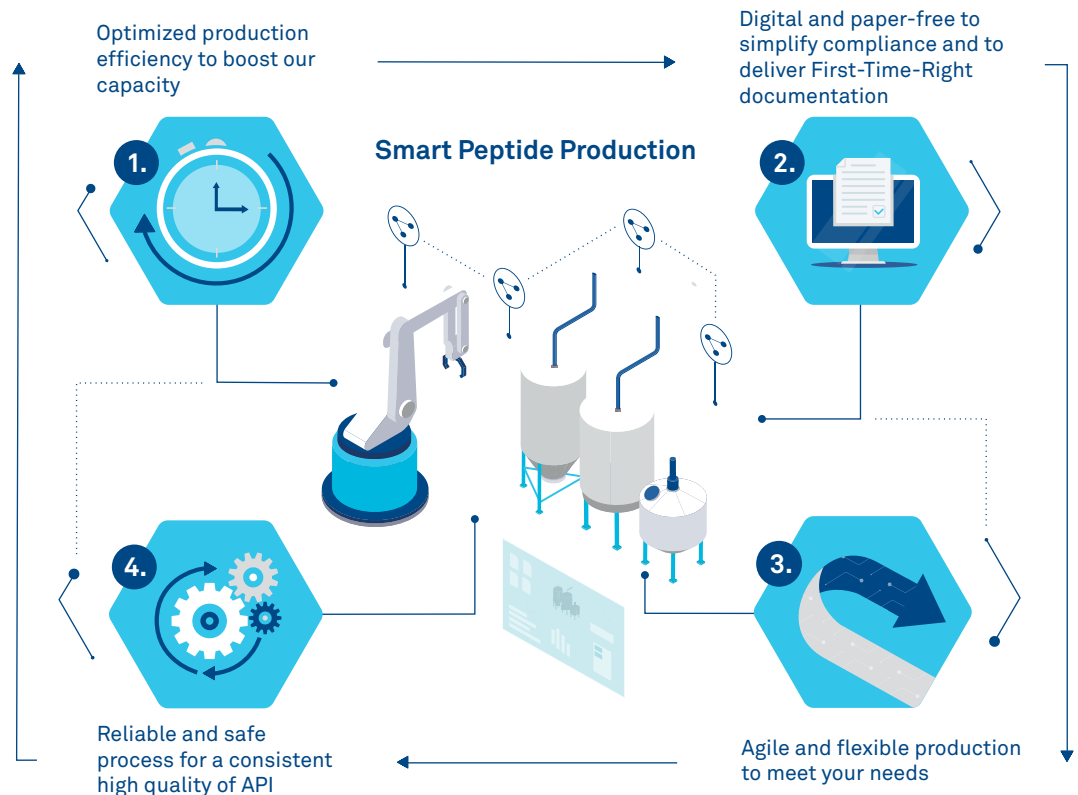 Optimized production
efficiency to boost our
capacity
Digital and paper-free to
simplify compliance and to
deliver First-Time-Right
documentation
Smart Peptide Production
1.
2.
4.
3.
Reliable and safe
process for a consistent
high quality of API
Agile and flexible production
to meet your needs